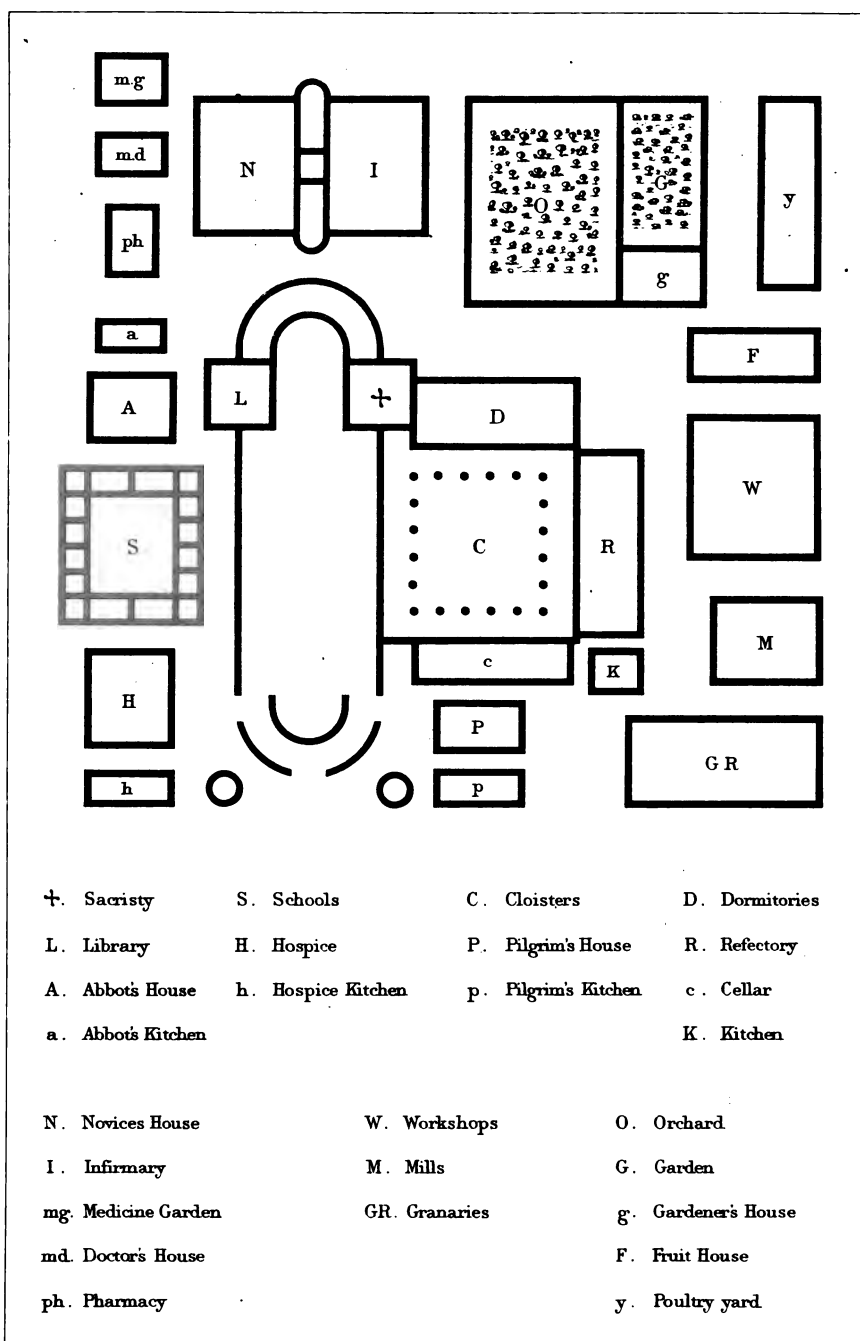 m.g
m.d
ph
a
A
S
H
h
N
I
L
✢
D
C
R
c
K
P
p
O
G
g
y
F
W
M
G R
✢. Sacristy
S. Schools
C. Cloisters
D. Dormitories
L. Library
H. Hospice
P. Pilgrim's House
R. Refectory
A. Abbot's House
h. Hospice Kitchen
p. Pilgrim's Kitchen
c. Cellar
a. Abbot's Kitchen
K. Kitchen
N. Novices House
W. Workshops
O. Orchard
I. Infirmary
M. Mills
G. Garden
mg. Medicine Garden
GR. Granaries
g. Gardener's House
md. Doctor's House
F. Fruit House
ph. Pharmacy
y. Poultry yard